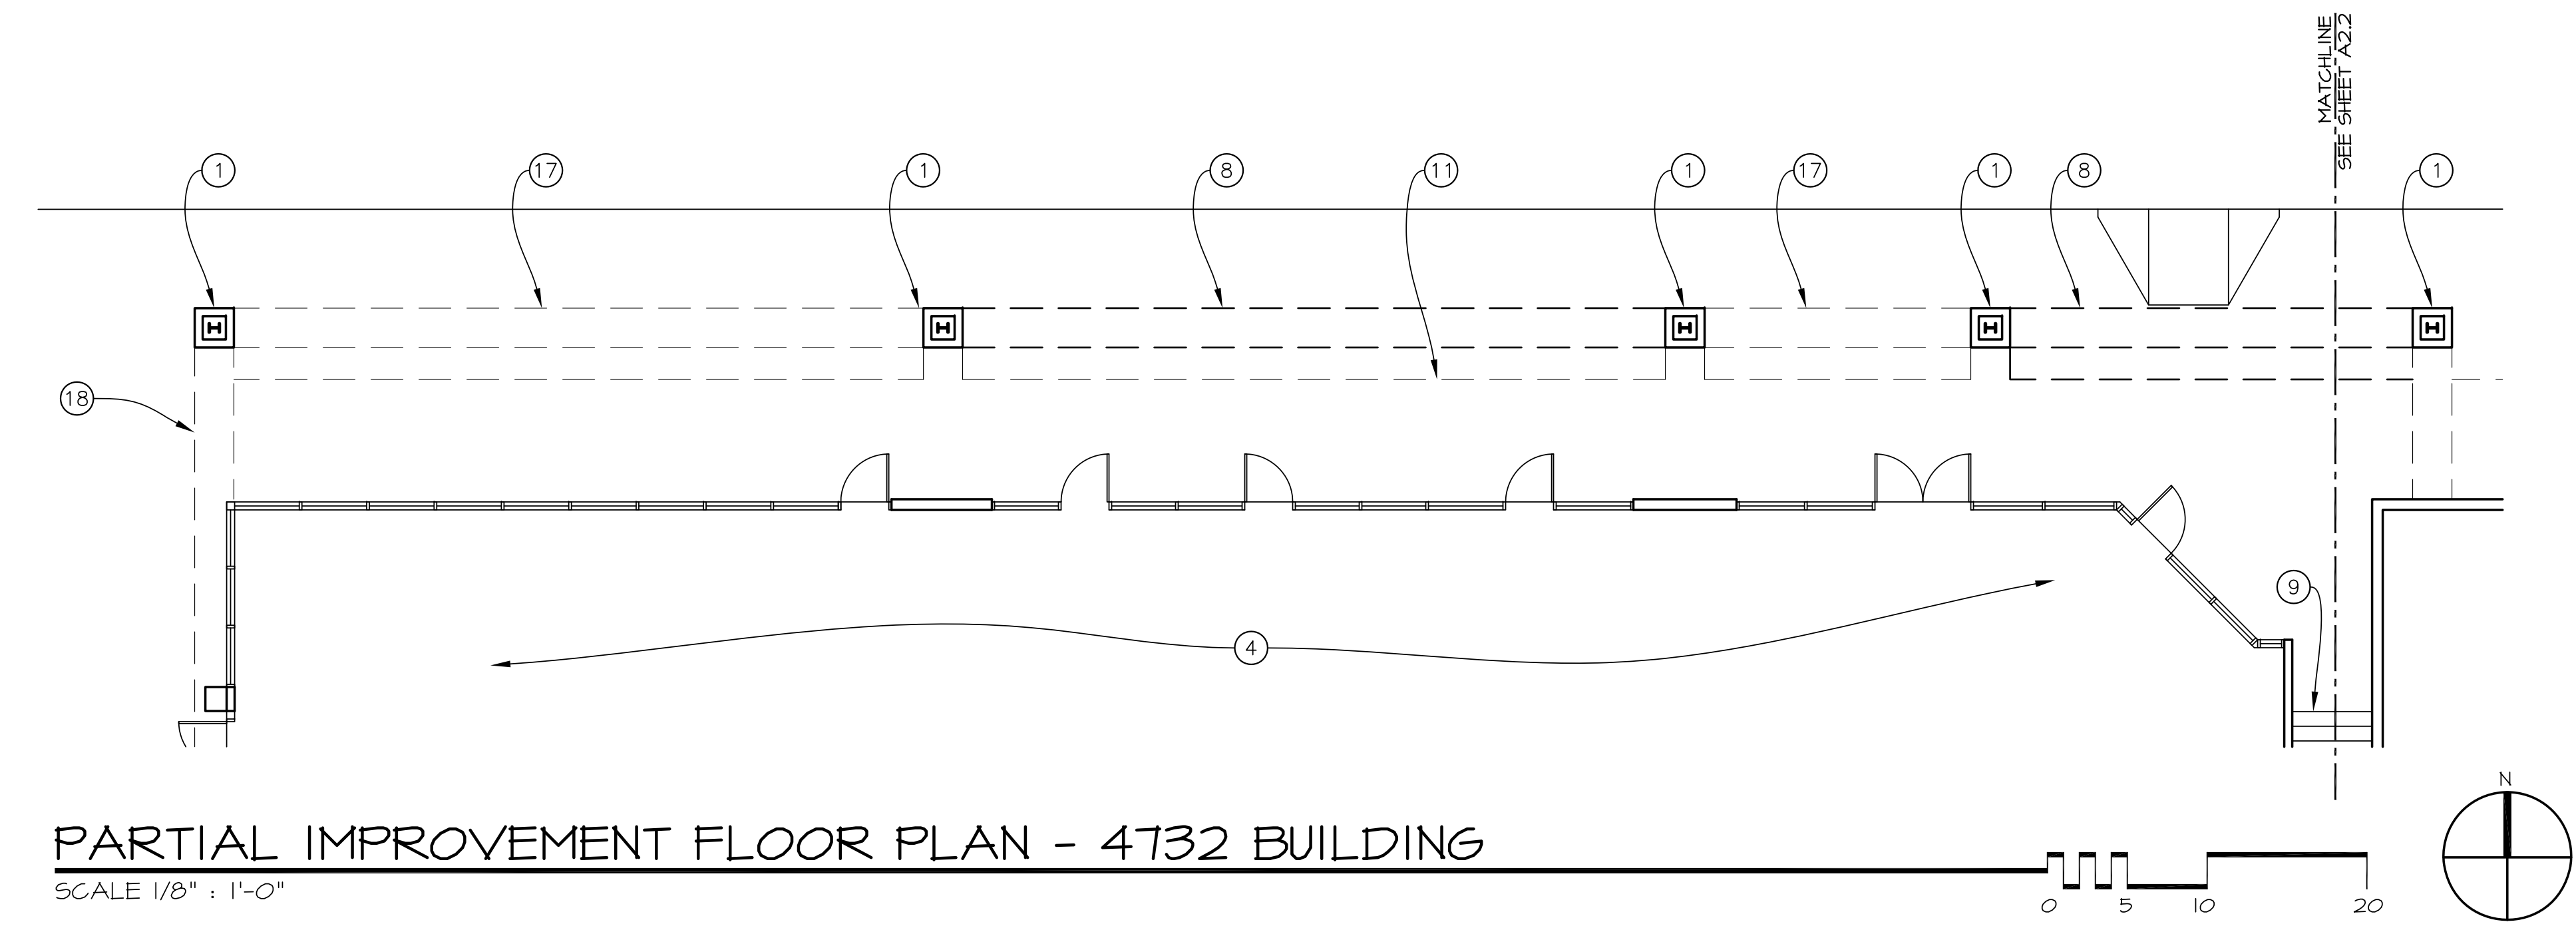 MATCHLINE
SEE SHEET A2.2
1
17
1
8
11
1
17
1
8
1
18
9
4
N
PARTIAL IMPROVEMENT FLOOR PLAN - 4732 BUILDING
SCALE 1/8" : 1'-0"
0 5 10 20